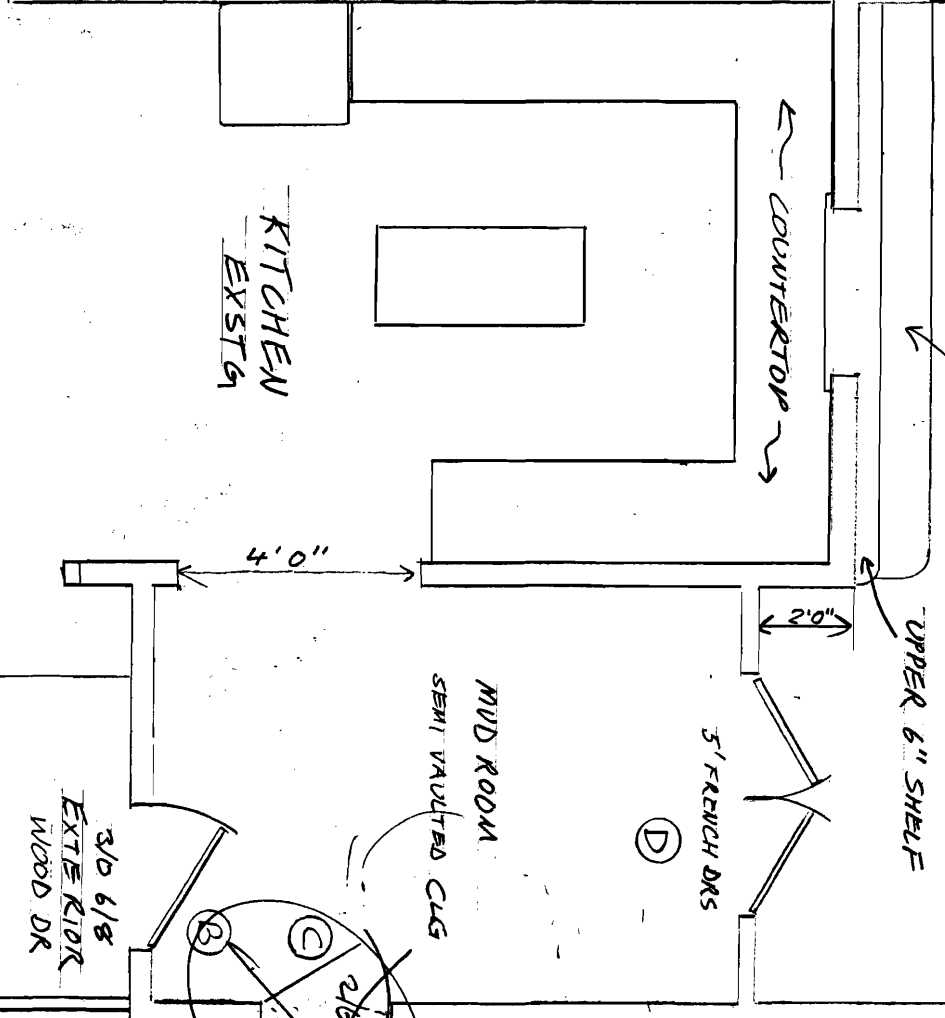 KITCHEN
EXSTG
← COUNTERTOP →
4'0"
2'0"
UPPER 6" SHELF
5' FRENCH DRS
MUD ROOM
SEMI VAULTED CLG
D
C
B
3/0 6/8
EXTERIOR
WOOD DR